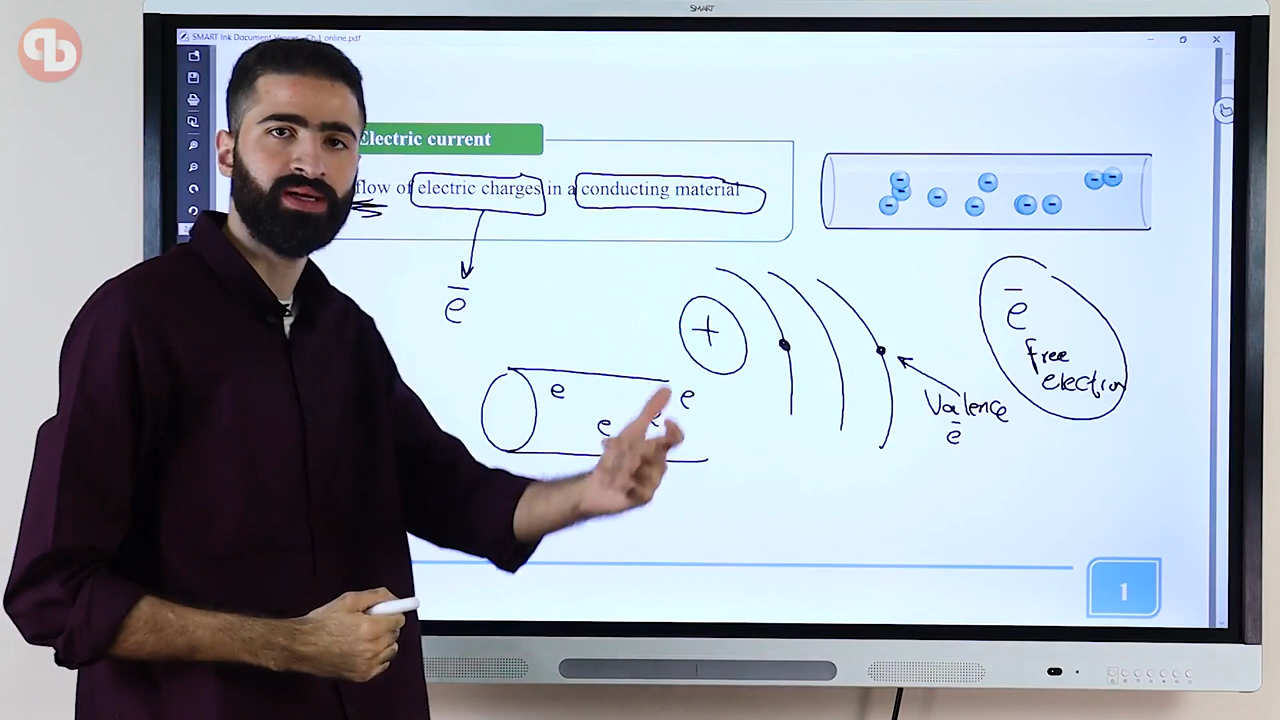 SMART
SMART Ink Document Viewer - Ch 1 online.pdf
Electric current
flow of electric charges in a conducting material
e
e
e
e
e
+
Valence
e
e
free
electron
1